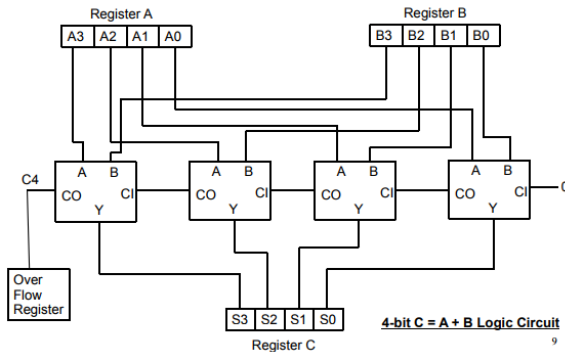 Register A
Register B
A3 A2 A1 A0
B3 B2 B1 B0
C4
A B
CO CI
Y
A B
CO CI
Y
A B
CO CI
Y
A B
CO CI
Y
0
Over
Flow
Register
S3 S2 S1 S0
Register C
4-bit C = A + B Logic Circuit
9